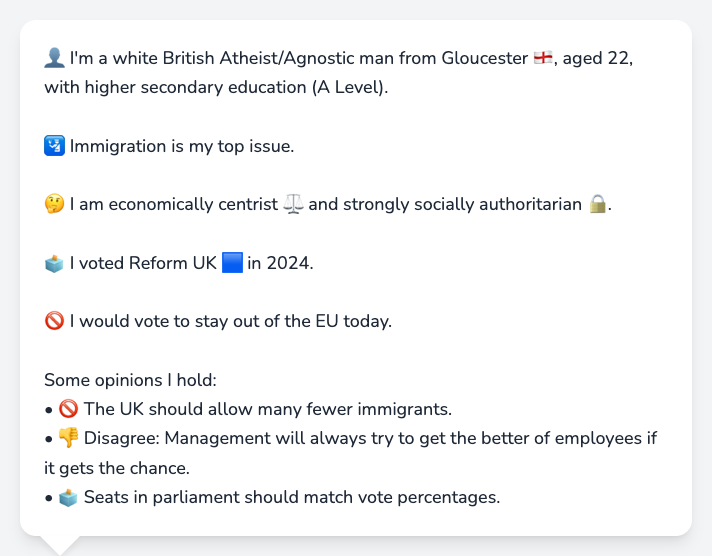 👤 I'm a white British Atheist/Agnostic man from Gloucester 🏴󠁧󠁢󠁥󠁮󠁧󠁿, aged 22,
with higher secondary education (A Level).
🛂 Immigration is my top issue.
🤔 I am economically centrist ⚖️ and strongly socially authoritarian 🔒.
🗳️ I voted Reform UK 🟦 in 2024.
🚫 I would vote to stay out of the EU today.
Some opinions I hold:
• 🚫 The UK should allow many fewer immigrants.
• 👎 Disagree: Management will always try to get the better of employees if
it gets the chance.
• 🗳️ Seats in parliament should match vote percentages.